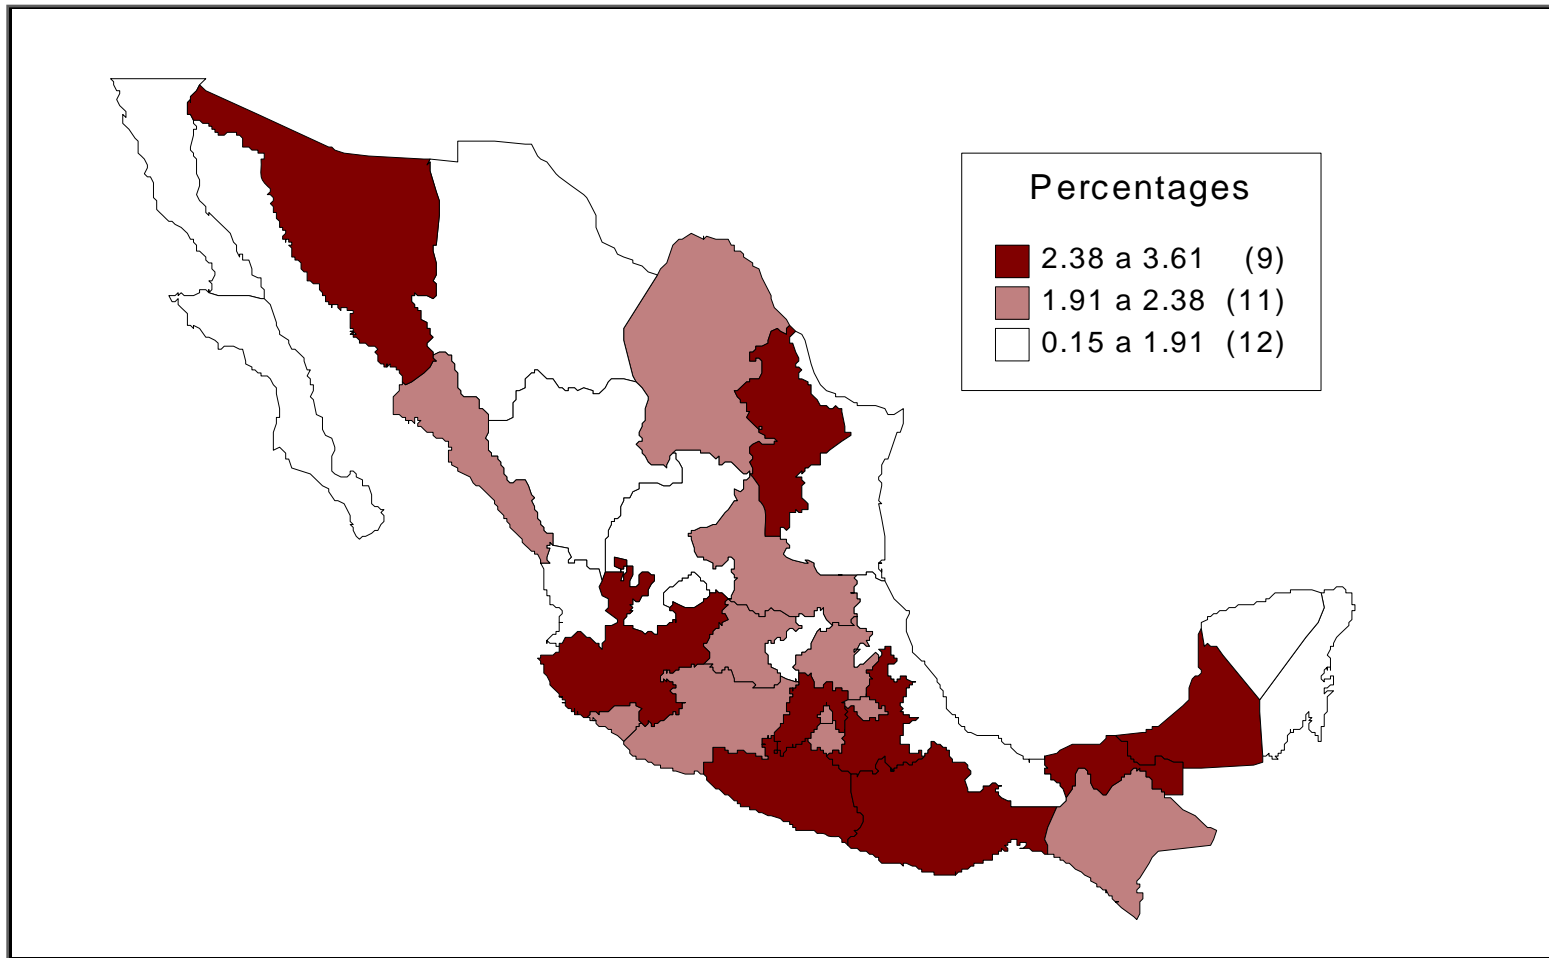 Percentages
2.38 a 3.61 (9)
1.91 a 2.38 (11)
0.15 a 1.91 (12)